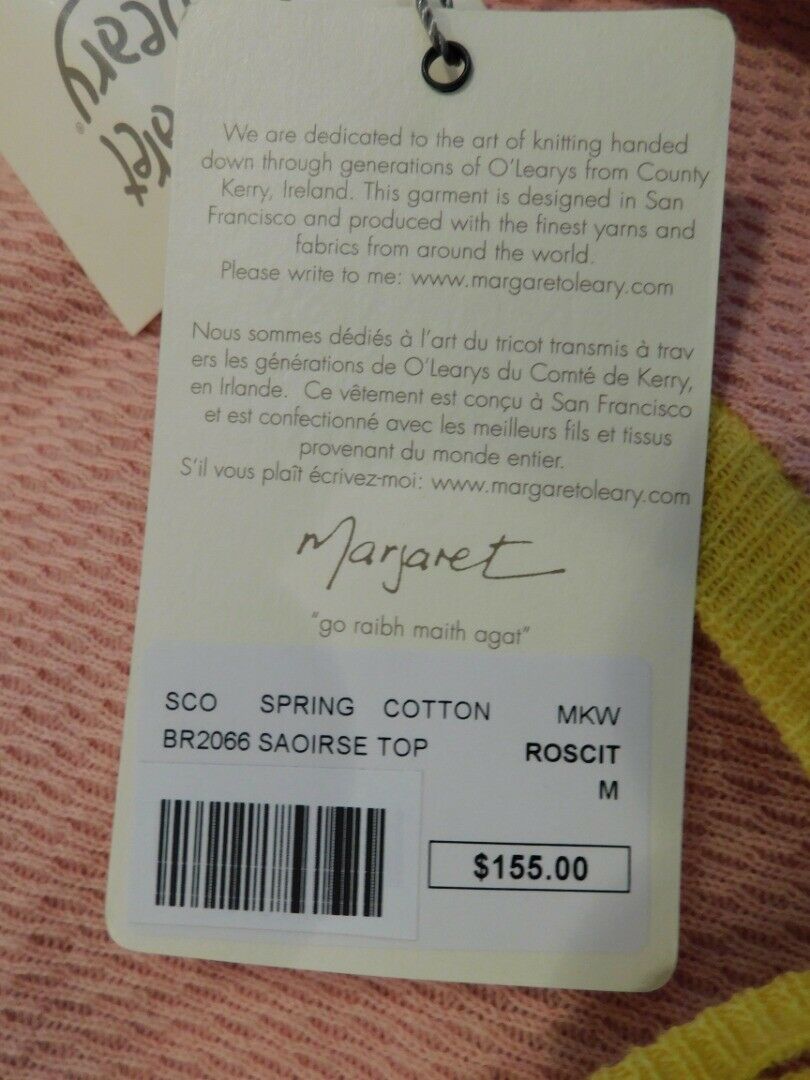 leary®
We are dedicated to the art of knitting handed
down through generations of O'Learys from County
Kerry, Ireland. This garment is designed in San
Francisco and produced with the finest yarns and
fabrics from around the world.
Please write to me: www.margaretoleary.com
Nous sommes dédiés à l'art du tricot transmis à trav
ers les générations de O'Learys du Comté de Kerry,
en Irlande. Ce vêtement est conçu à San Francisco
et est confectionné avec les meilleurs fils et tissus
provenant du monde entier.
S'il vous plaît écrivez-moi: www.margaretoleary.com
Margaret
"go raibh maith agat"
SCO SPRING COTTON MKW
BR2066 SAOIRSE TOP ROSCIT
M
$155.00